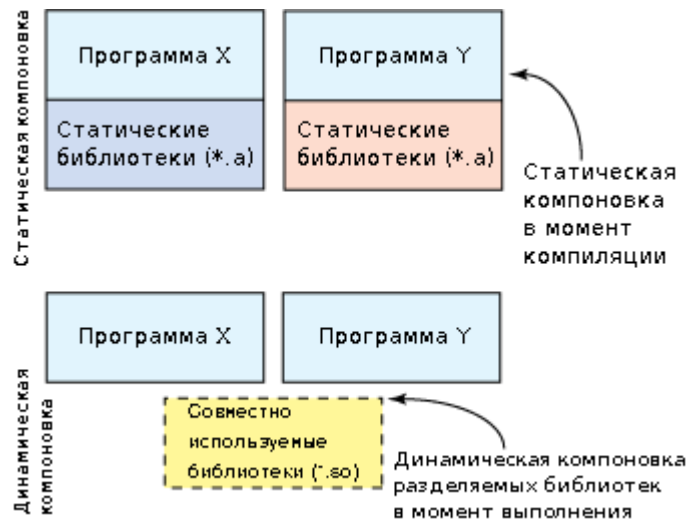 Статическая компоновка
Программа X
Программа Y
Статические
библиотеки (*.a)
Статические
библиотеки (*.a)
Статическая
компоновка
в момент
компиляции
Динамическая
компоновка
Программа X
Программа Y
Совместно
используемые
библиотеки (*.so)
Динамическая компоновка
разделяемых библиотек
в момент выполнения